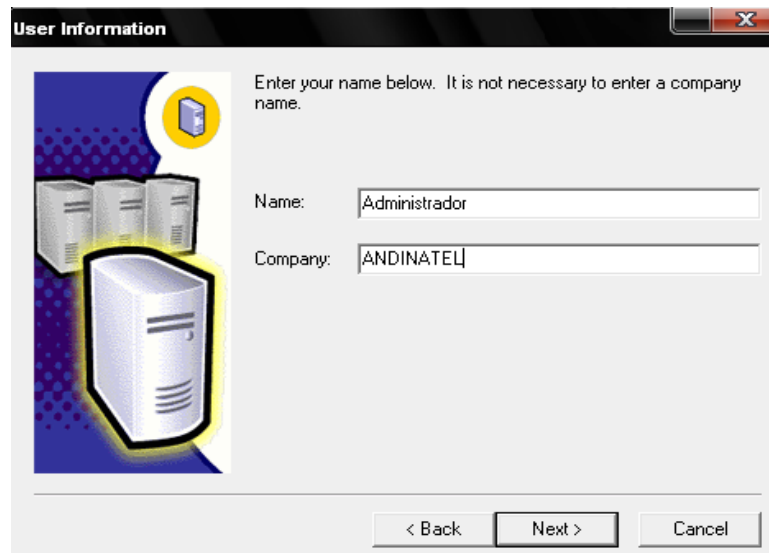 User Information
Enter your name below. It is not necessary to enter a company
name.
Name:
Administrador
Company:
ANDINATEL
< Back
Next >
Cancel